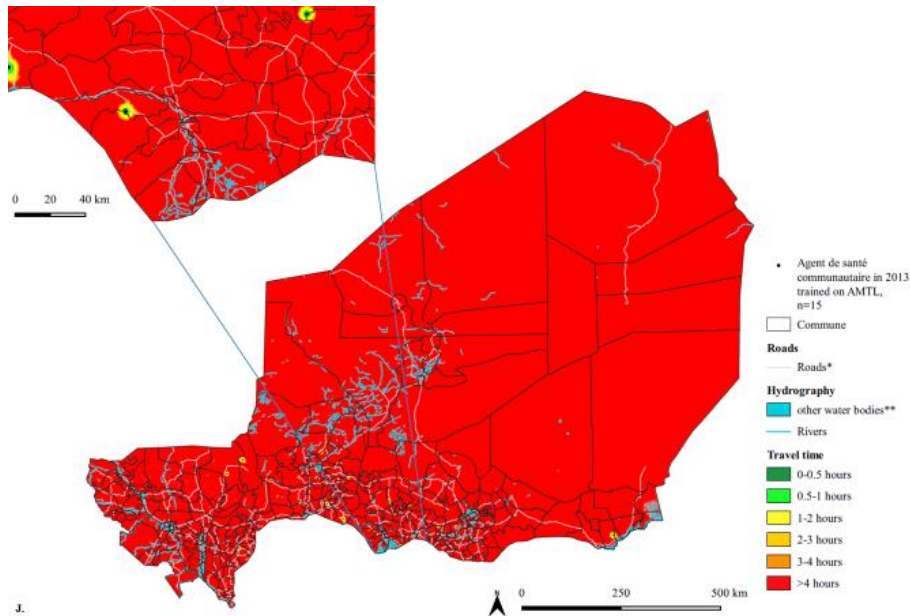 0 20 40 km
Agent de santé
communautaire in 2013
trained on AMTL,
n=15
Commune
Roads
Roads*
Hydrography
other water bodies**
Rivers
Travel time
0-0.5 hours
0.5-1 hours
1-2 hours
2-3 hours
3-4 hours
>4 hours
J.
N
0 250 500 km